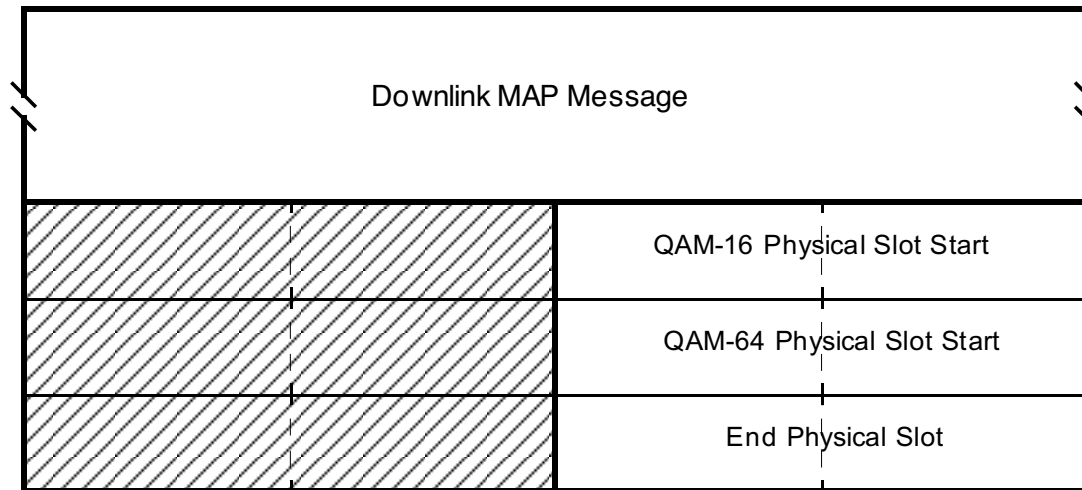 Downlink MAP Message
QAM-16 Physical Slot Start
QAM-64 Physical Slot Start
End Physical Slot